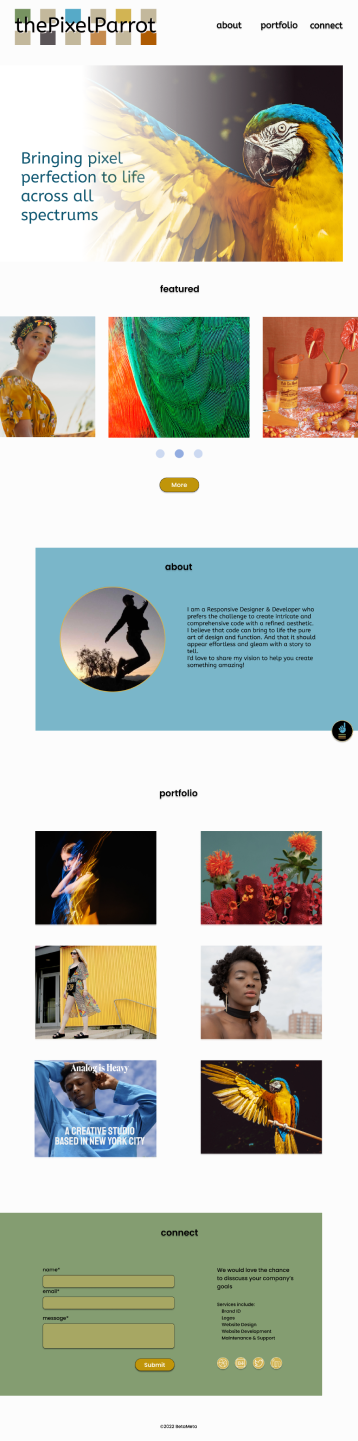 thePixelParrot
about
portfolio
connect
Bringing pixel
perfection to life
across all
spectrums
featured
More
about
I am a Responsive Designer & Developer who
prefers the challenge to create intricate and
comprehensive code with a refined aesthetic.
I believe that code can bring to life the pure
art of design and function. And that it should
appear effortless and gleam with a story to
tell.
I'd love to share my vision to help you create
something amazing!
portfolio
Analog is Heavy
A CREATIVE STUDIO
BASED IN NEW YORK CITY
connect
name*
email*
message*
Submit
We would love the chance
to disscuss your company's
goals
Services Include:
Brand ID
Logos
Website Design
Website Development
Maintenance & Support
©2022 BetaMeta